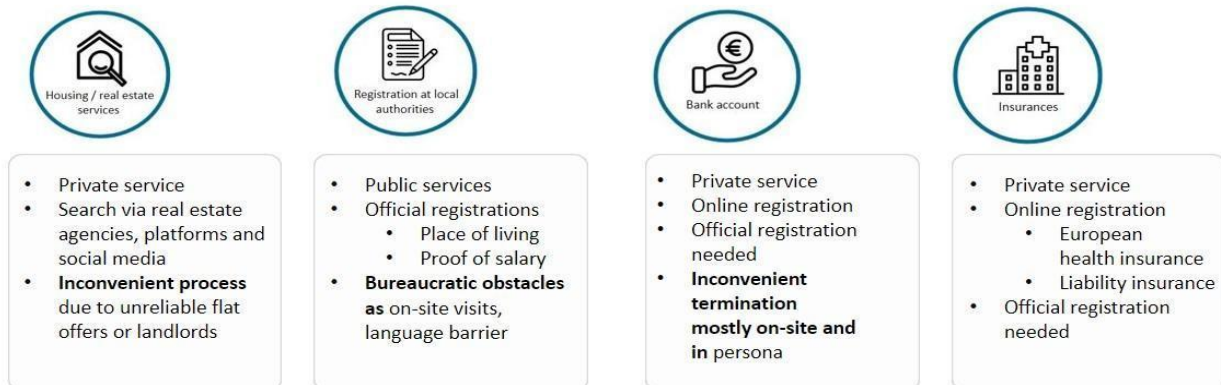 Housing / real estate
services
Registration at local
authorities
€
Bank account
Insurances
• Private service
• Search via real estate
agencies, platforms and
social media
• Inconvenient process
due to unreliable flat
offers or landlords
• Public services
• Official registrations
• Place of living
• Proof of salary
• Bureaucratic obstacles
as on-site visits,
language barrier
• Private service
• Online registration
• Official registration
needed
• Inconvenient
termination
mostly on-site and
in persona
• Private service
• Online registration
• European
health insurance
• Liability insurance
• Official registration
needed